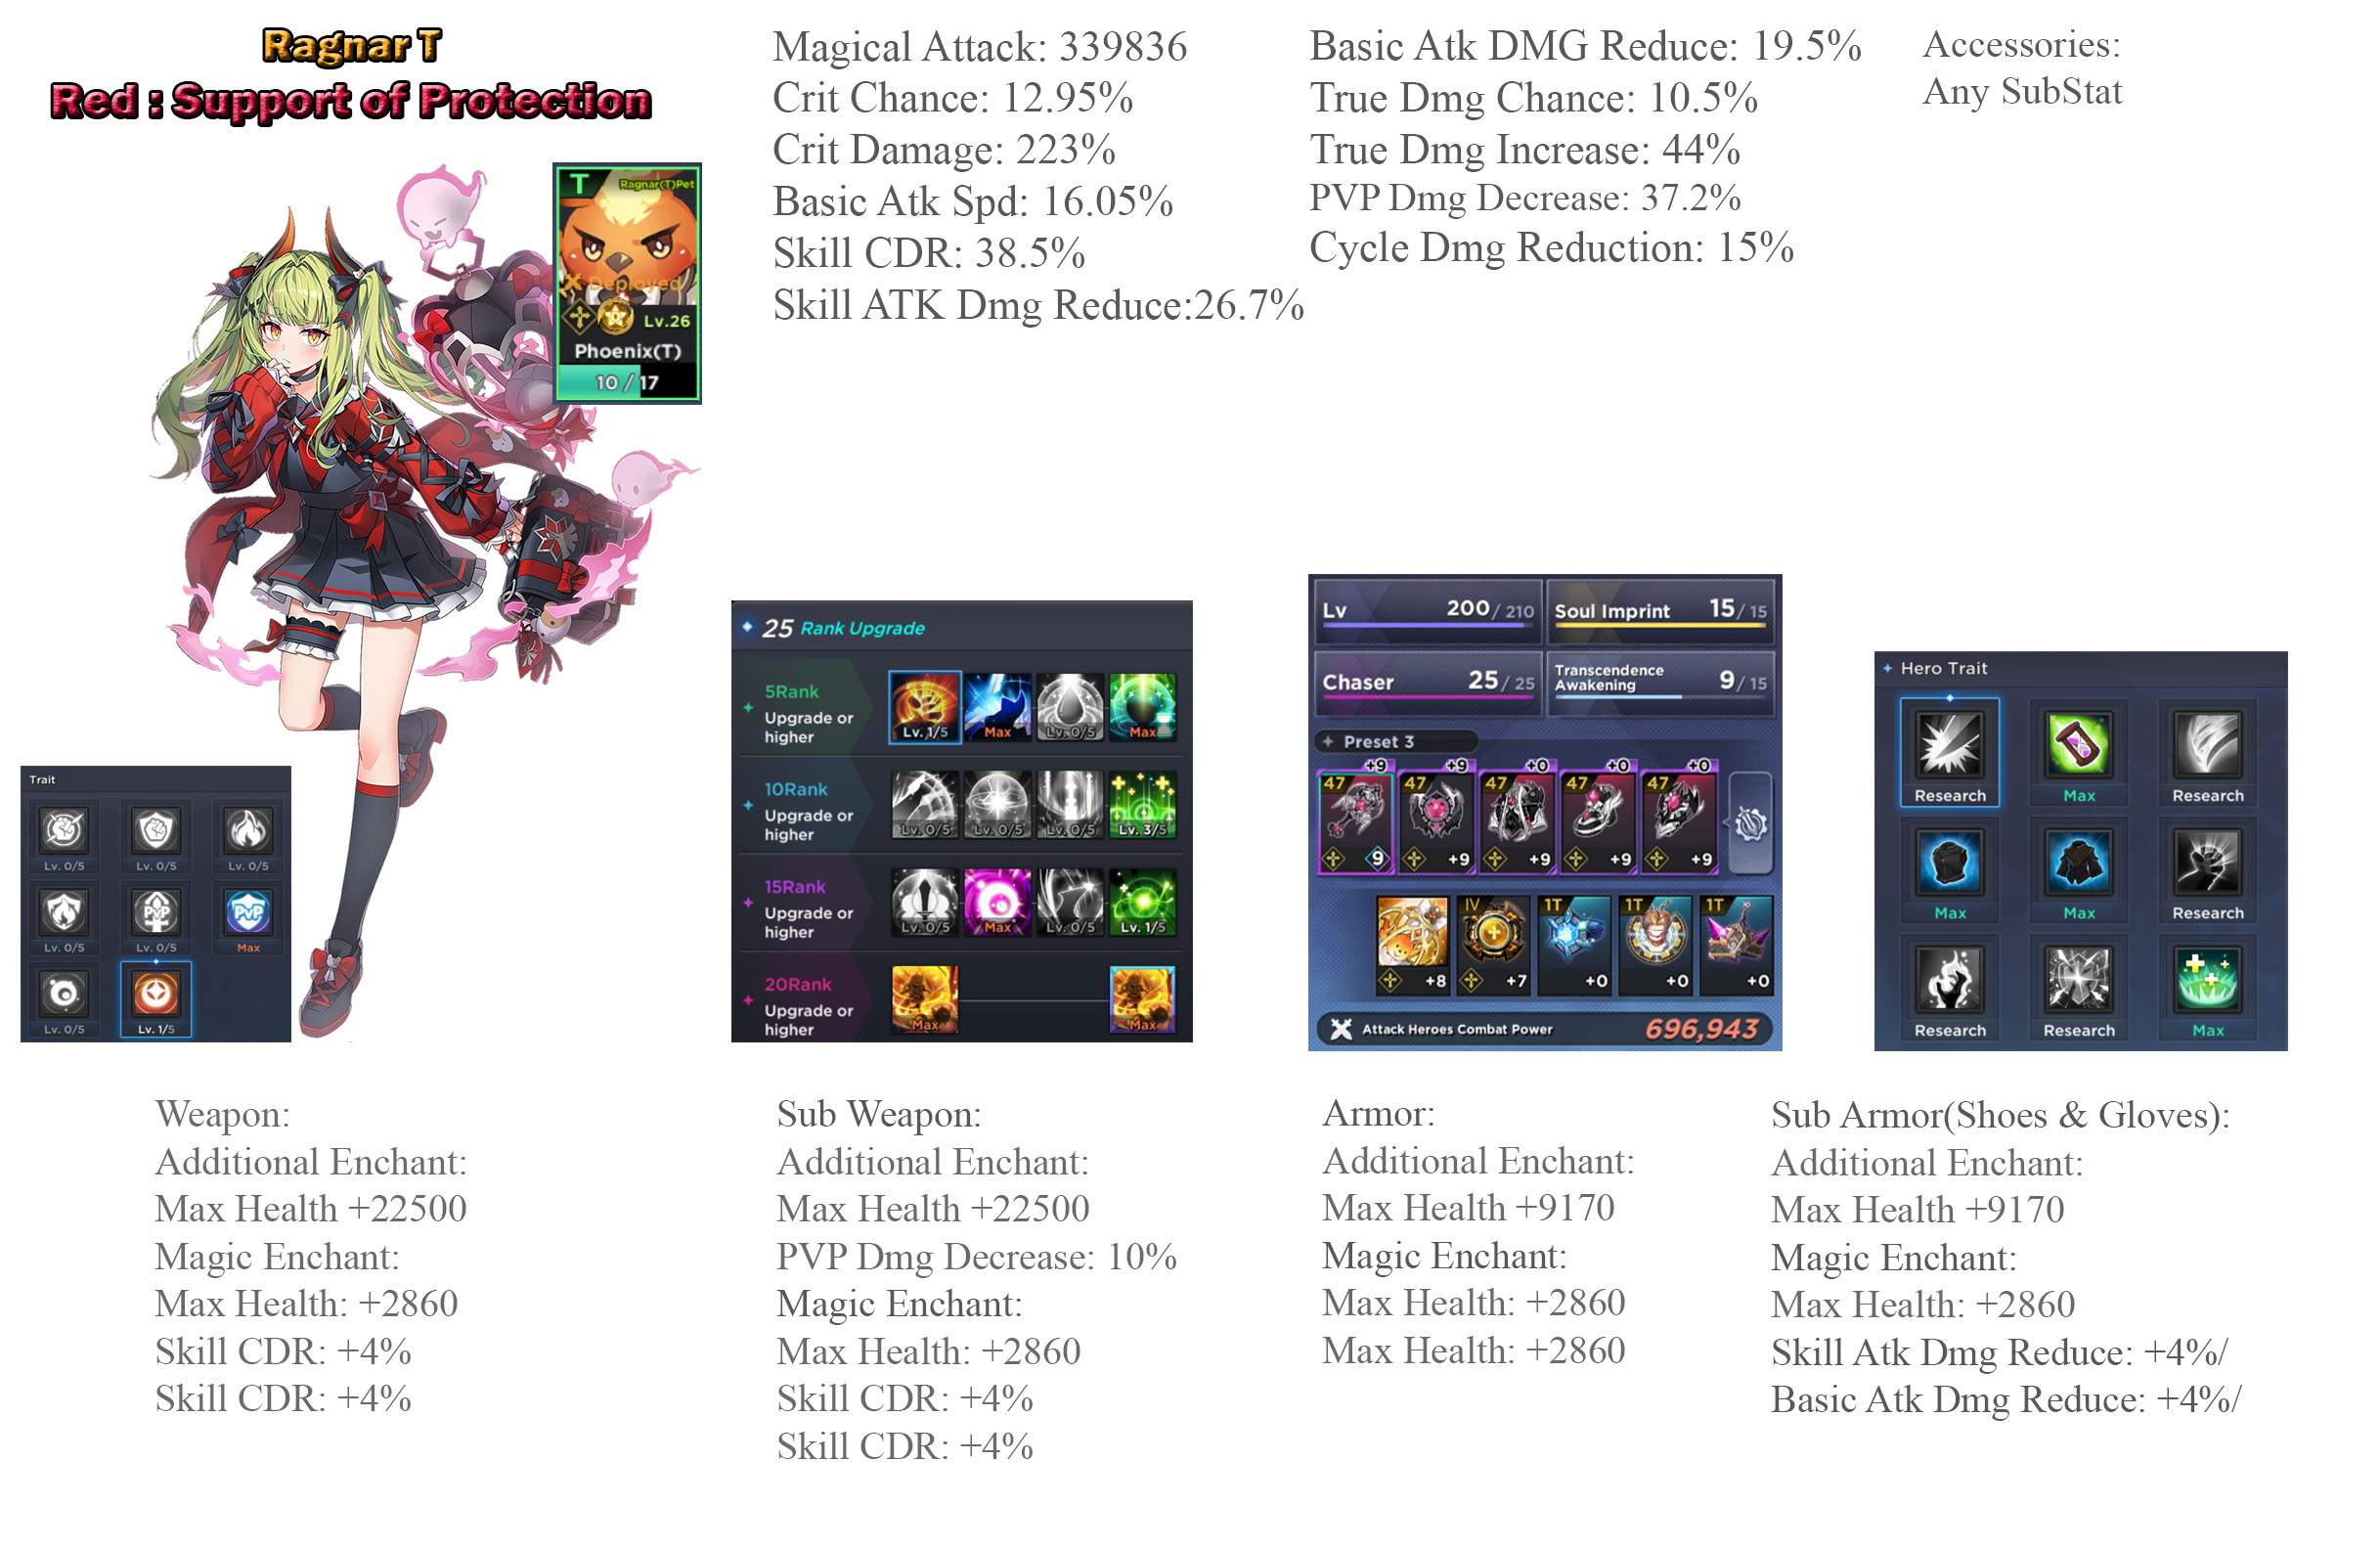 Ragnar T
Red : Support of Protection
T
Ragnar(T)Pet
Deployed
Lv.26
Phoenix(T)
10 / 17
Magical Attack: 339836
Crit Chance: 12.95%
Crit Damage: 223%
Basic Atk Spd: 16.05%
Skill CDR: 38.5%
Skill ATK Dmg Reduce:26.7%
Basic Atk DMG Reduce: 19.5%
True Dmg Chance: 10.5%
True Dmg Increase: 44%
PVP Dmg Decrease: 37.2%
Cycle Dmg Reduction: 15%
Accessories:
Any SubStat
Trait
Lv. 0/5 Lv. 0/5 Lv. 0/5
PVP PVP
Lv. 0/5 Lv. 0/5 Max
Lv. 0/5 Lv. 1/5
25 Rank Upgrade
5Rank
Upgrade or
higher
Lv. 1/5 Max Lv. 0/5 Max
10Rank
Upgrade or
higher
Lv. 0/5 Lv. 0/5 Lv. 0/5 Lv. 3/5
15Rank
Upgrade or
higher
Lv. 0/5 Max Lv. 0/5 Lv. 1/5
20Rank
Upgrade or
higher
Max Max
Lv 200/ 210
Soul Imprint 15/ 15
Chaser 25/ 25
Transcendence
Awakening 9/ 15
Preset 3
+9 +9 +0 +0 +0
47 47 47 47 47
9 +9 +9 +9 +9
IV 1T 1T 1T
+8 +7 +0 +0 +0
Attack Heroes Combat Power 696,943
Hero Trait
Research Max Research
Max Max Research
Research Research Max
Weapon:
Additional Enchant:
Max Health +22500
Magic Enchant:
Max Health: +2860
Skill CDR: +4%
Skill CDR: +4%
Sub Weapon:
Additional Enchant:
Max Health +22500
PVP Dmg Decrease: 10%
Magic Enchant:
Max Health: +2860
Skill CDR: +4%
Skill CDR: +4%
Armor:
Additional Enchant:
Max Health +9170
Magic Enchant:
Max Health: +2860
Max Health: +2860
Sub Armor(Shoes & Gloves):
Additional Enchant:
Max Health +9170
Magic Enchant:
Max Health: +2860
Skill Atk Dmg Reduce: +4%/
Basic Atk Dmg Reduce: +4%/